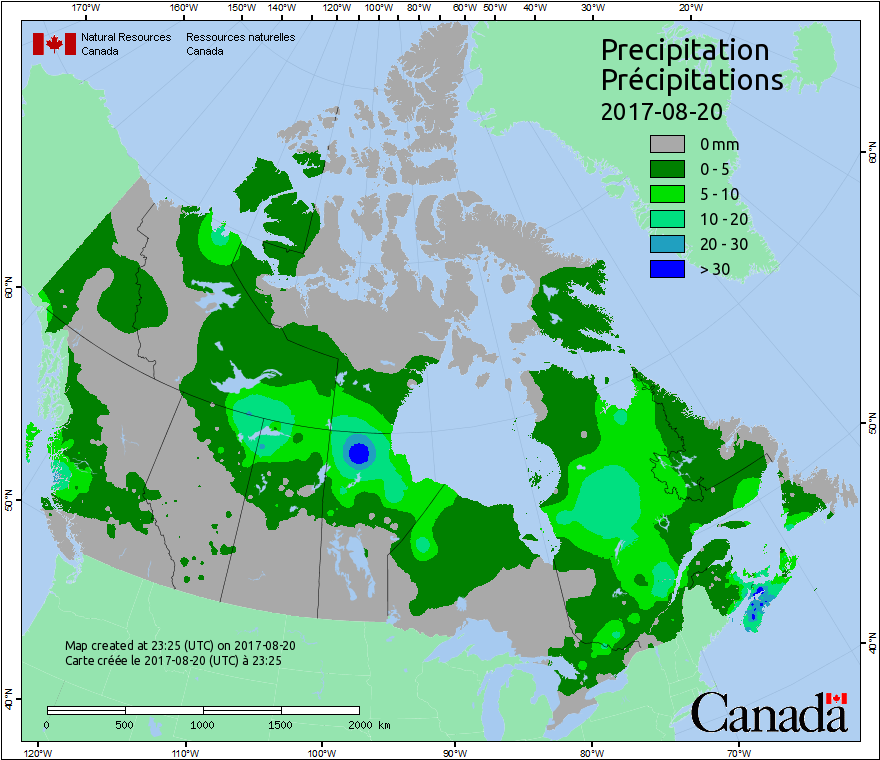 170°W 160°W 150°W 140°W 130°W 120°W 110°W 100°W 90°W 80°W 70°W 60°W 50°W 40°W 30°W 20°W
Natural Resources Ressources naturelles
Canada Canada
Precipitation
Précipitations
2017-08-20
0 mm
0 - 5
5 - 10
10 - 20
20 - 30
> 30
60°N
50°N
40°N
60°N
50°N
40°N
Map created at 23:25 (UTC) on 2017-08-20
Carte créée le 2017-08-20 (UTC) à 23:25
0 500 1000 1500 2000 km
Canada
120°W 110°W 100°W 90°W 80°W 70°W